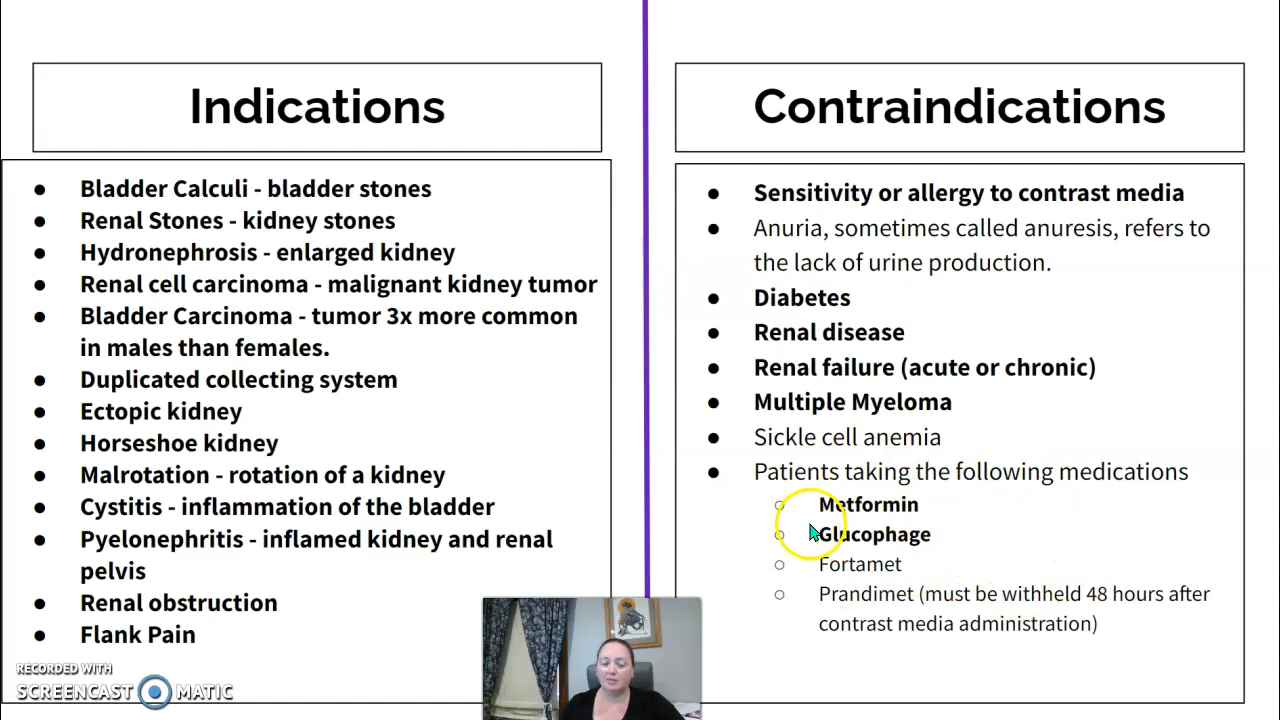 Indications
Bladder Calculi - bladder stones
Renal Stones - kidney stones
Hydronephrosis - enlarged kidney
Renal cell carcinoma - malignant kidney tumor
Bladder Carcinoma - tumor 3x more common
in males than females.
Duplicated collecting system
Ectopic kidney
Horseshoe kidney
Malrotation - rotation of a kidney
Cystitis - inflammation of the bladder
Pyelonephritis - inflamed kidney and renal
pelvis
Renal obstruction
Flank Pain
Contraindications
Sensitivity or allergy to contrast media
Anuria, sometimes called anuresis, refers to
the lack of urine production.
Diabetes
Renal disease
Renal failure (acute or chronic)
Multiple Myeloma
Sickle cell anemia
Patients taking the following medications
Metformin
Glucophage
Fortamet
Prandimet (must be withheld 48 hours after
contrast media administration)
RECORDED WITH
SCREENCAST MATIC